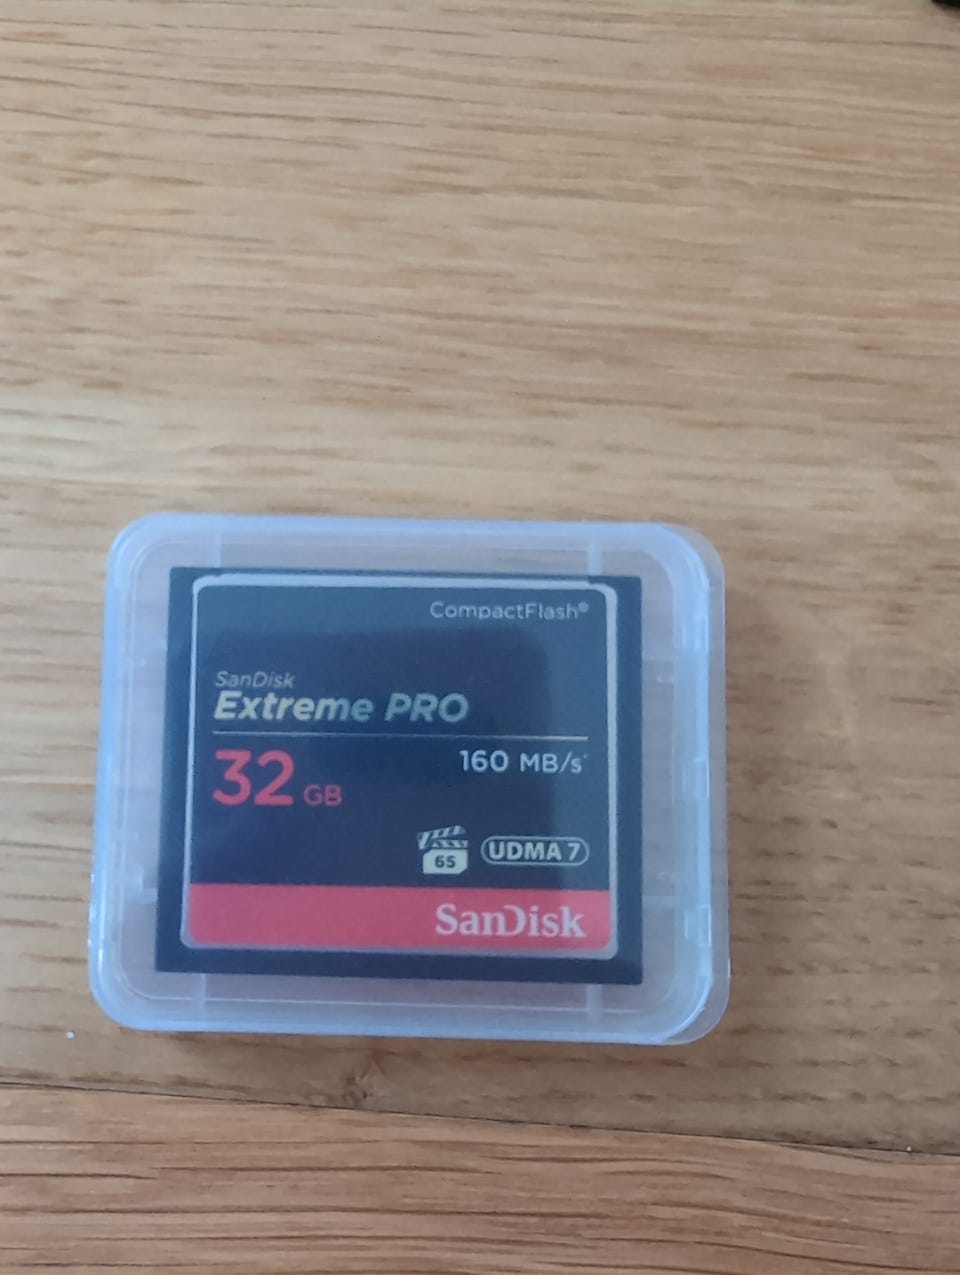 CompactFlash®
SanDisk
Extreme PRO
32 GB
160 MB/s*
65
UDMA 7
SanDisk